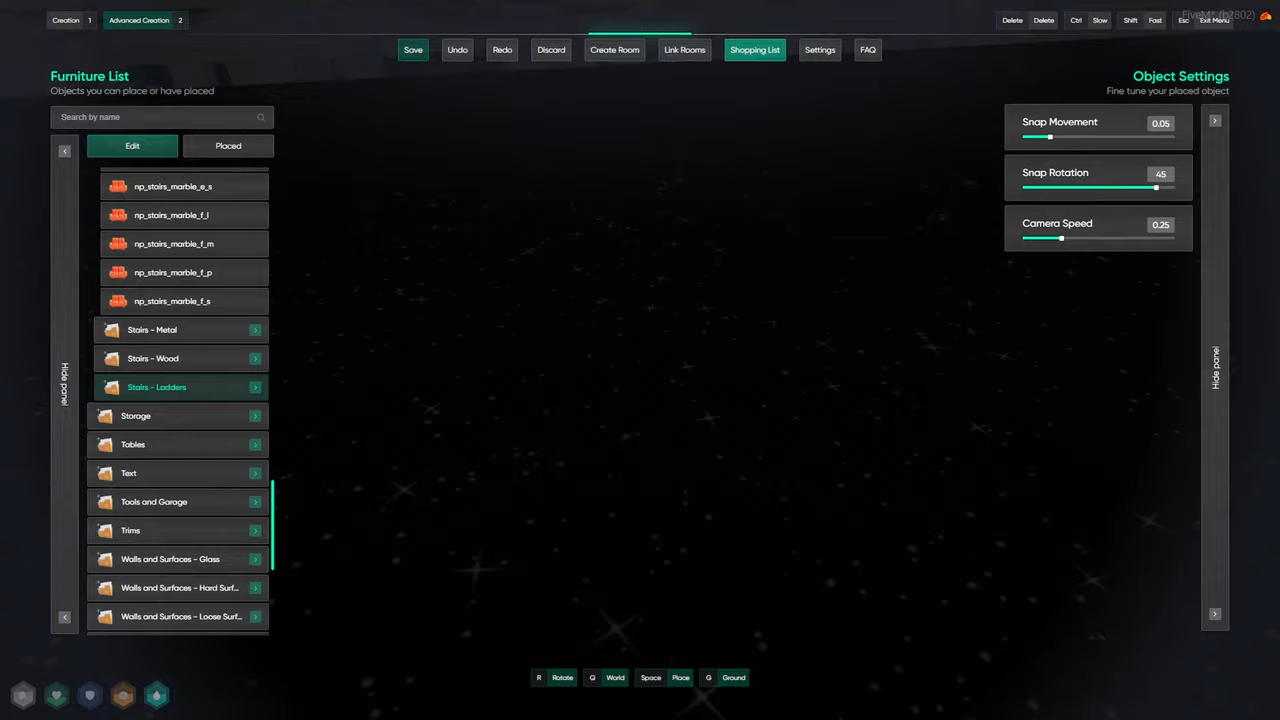 Creation 1 Advanced Creation 2
Delete Delete Ctrl Slow Shift Fast Esc Exit Menu
FiveM* (b2802)
Save Undo Redo Discard Create Room Link Rooms Shopping List Settings FAQ
Furniture List
Objects you can place or have placed
Search by name
Edit Placed
np_stairs_marble_e_s
np_stairs_marble_f_l
np_stairs_marble_f_m
np_stairs_marble_f_p
np_stairs_marble_f_s
Stairs - Metal
Stairs - Wood
Stairs - Ladders
Storage
Tables
Text
Tools and Garage
Trims
Walls and Surfaces - Glass
Walls and Surfaces - Hard Surf...
Walls and Surfaces - Loose Surf...
Hide panel
Object Settings
Fine tune your placed object
Snap Movement 0.05
Snap Rotation 45
Camera Speed 0.25
Hide panel
R Rotate Q World Space Place G Ground